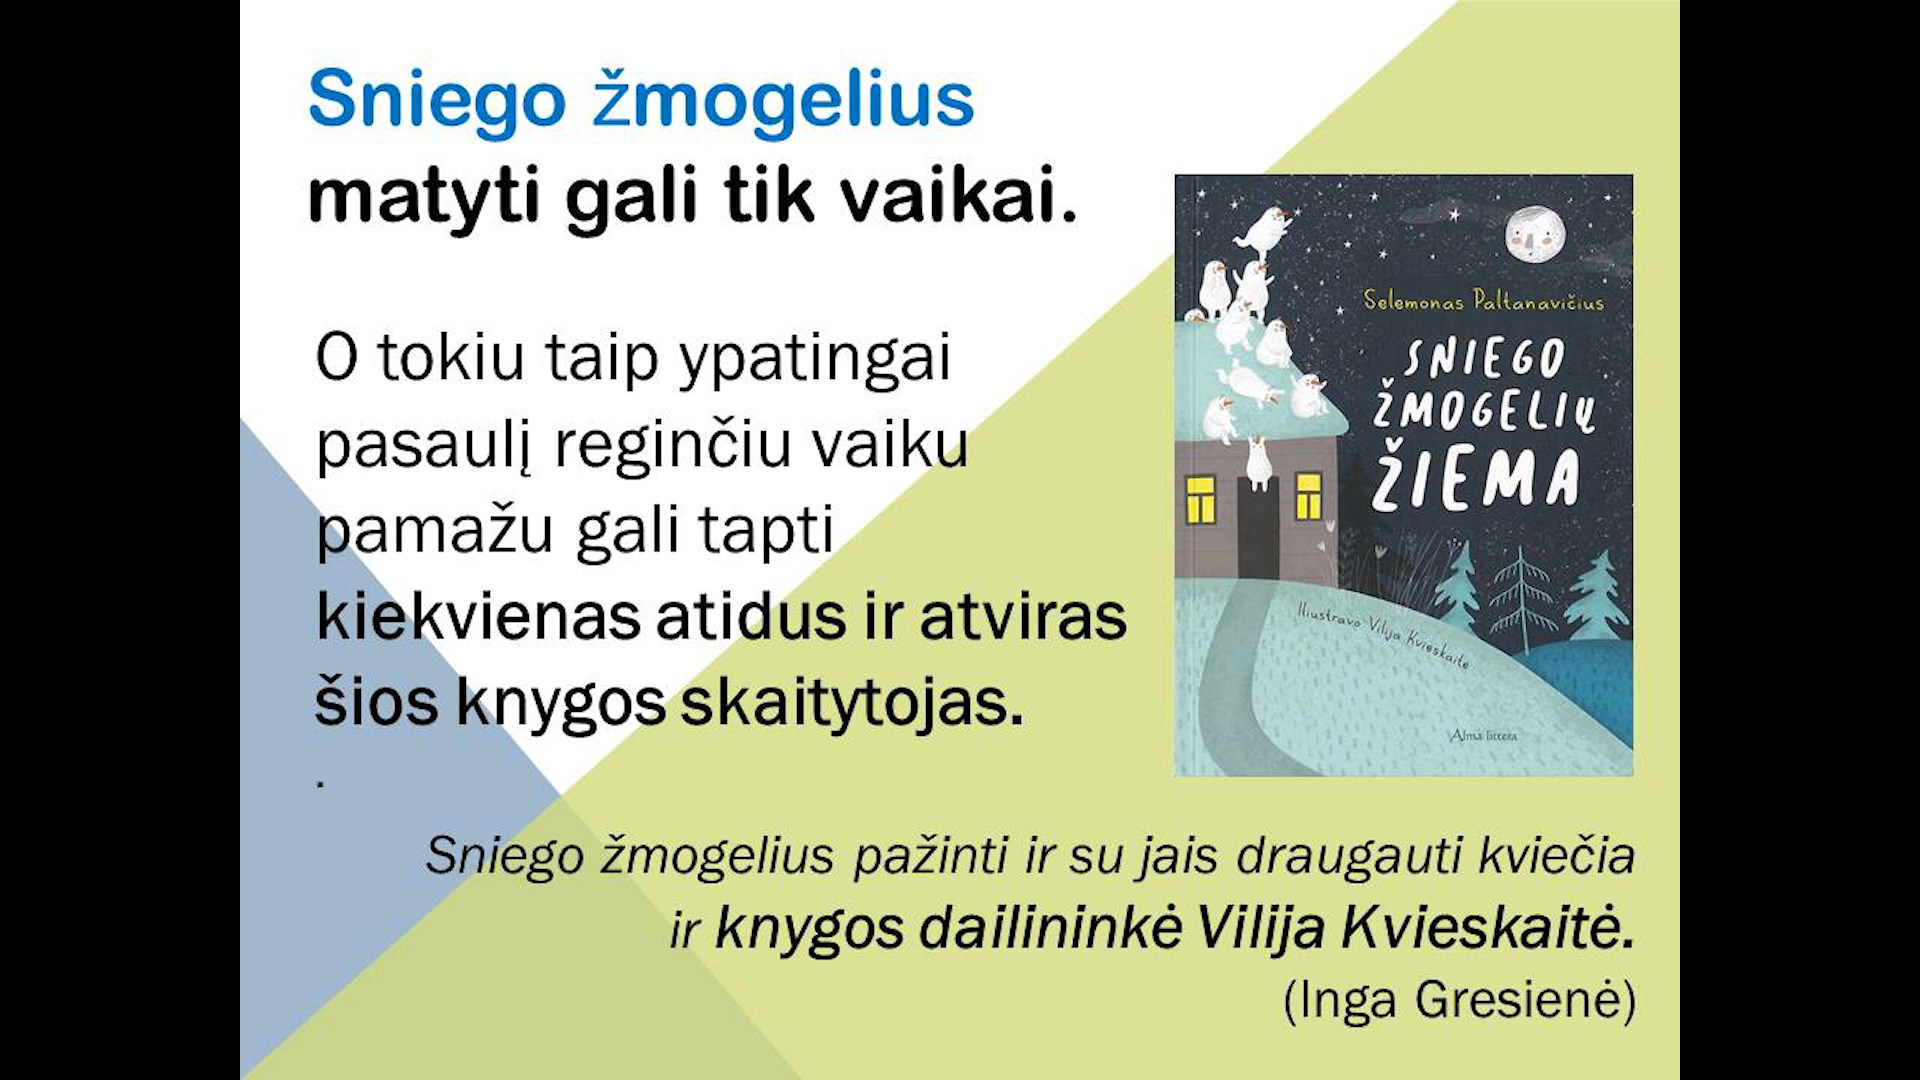 Sniego žmogelius
matyti gali tik vaikai.
O tokiu taip ypatingai
pasaulį reginčiu vaiku
pamažu gali tapti
kiekvienas atidus ir atviras
šios knygos skaitytojas.
.
Selemonas Paltanavičius
SNIEGO
ŽMOGELIŲ
ŽIEMA
Iliustravo Vilija Kvieskaitė
Alma littera
Sniego žmogelius pažinti ir su jais draugauti kviečia
ir knygos dailininkė Vilija Kvieskaitė.
(Inga Gresienė)